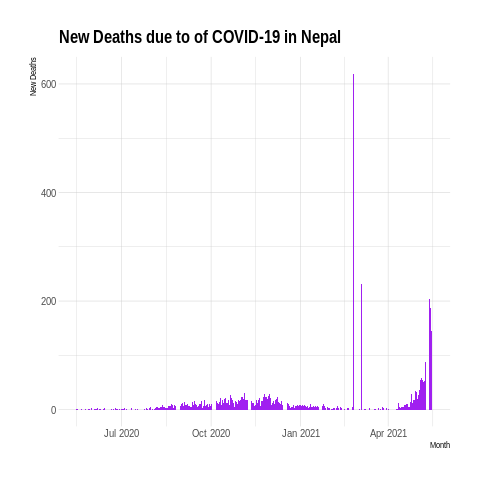 New Deaths due to of COVID-19 in Nepal
New Deaths
600
400
200
0
Jul 2020
Oct 2020
Jan 2021
Apr 2021
Month